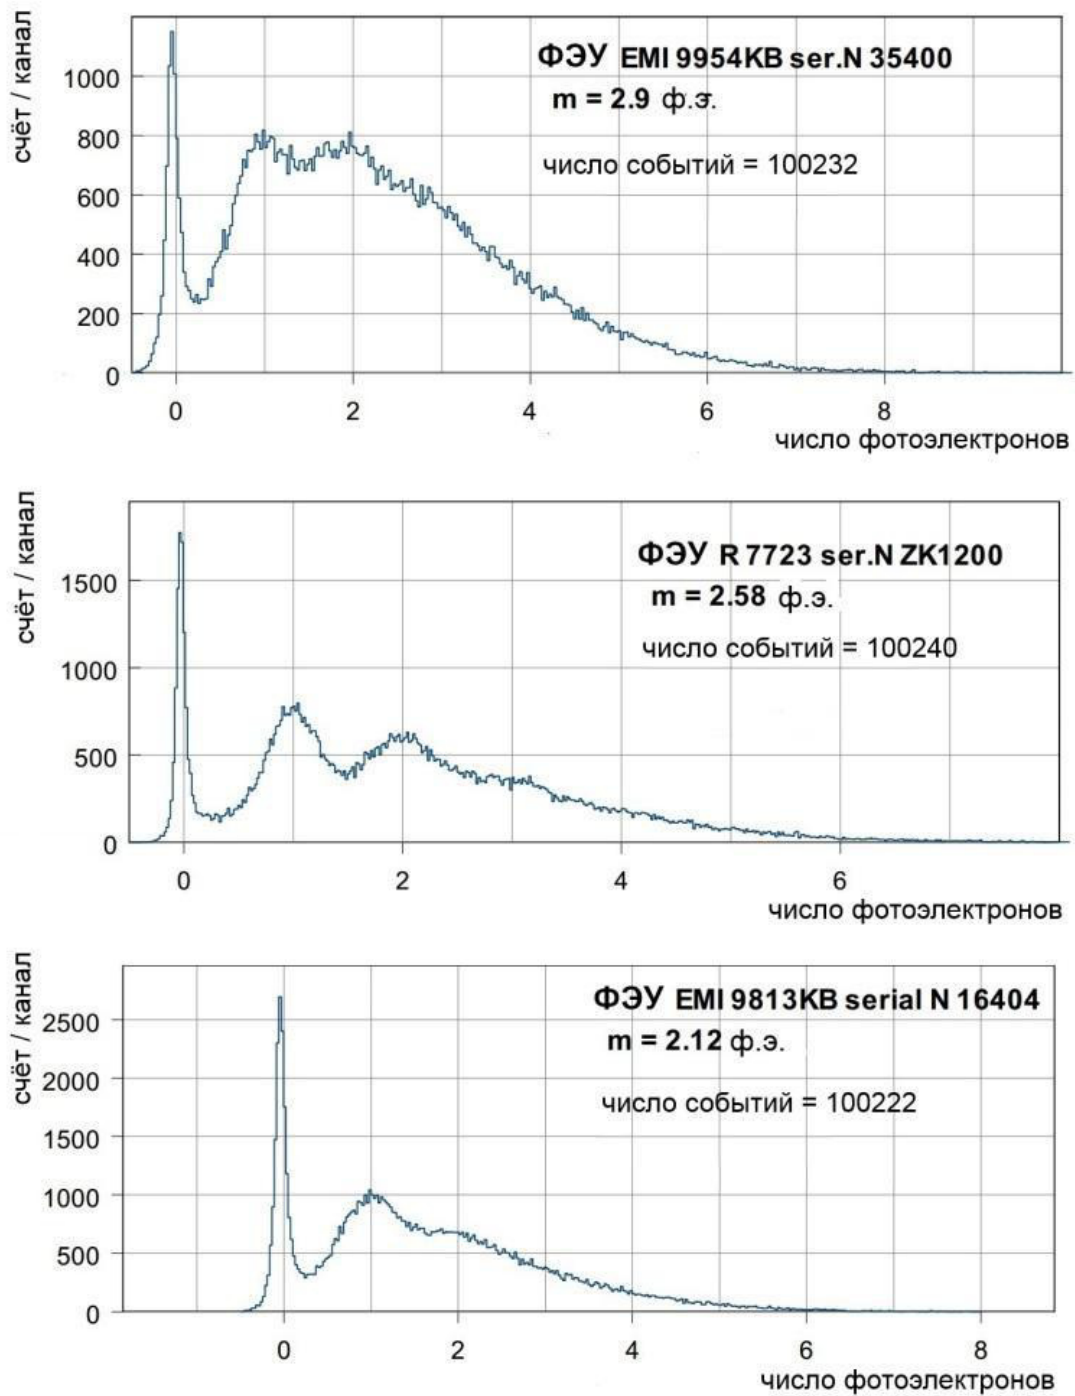 счёт / канал
ФЭУ EMI 9954KB ser.N 35400
m = 2.9 ф.э.
число событий = 100232
1000
800
600
400
200
0
0 2 4 6 8
число фотоэлектронов
счёт / канал
ФЭУ R 7723 ser.N ZK1200
m = 2.58 ф.э.
число событий = 100240
1500
1000
500
0
0 2 4 6
число фотоэлектронов
счёт / канал
ФЭУ EMI 9813KB serial N 16404
m = 2.12 ф.э.
число событий = 100222
2500
2000
1500
1000
500
0
0 2 4 6 8
число фотоэлектронов